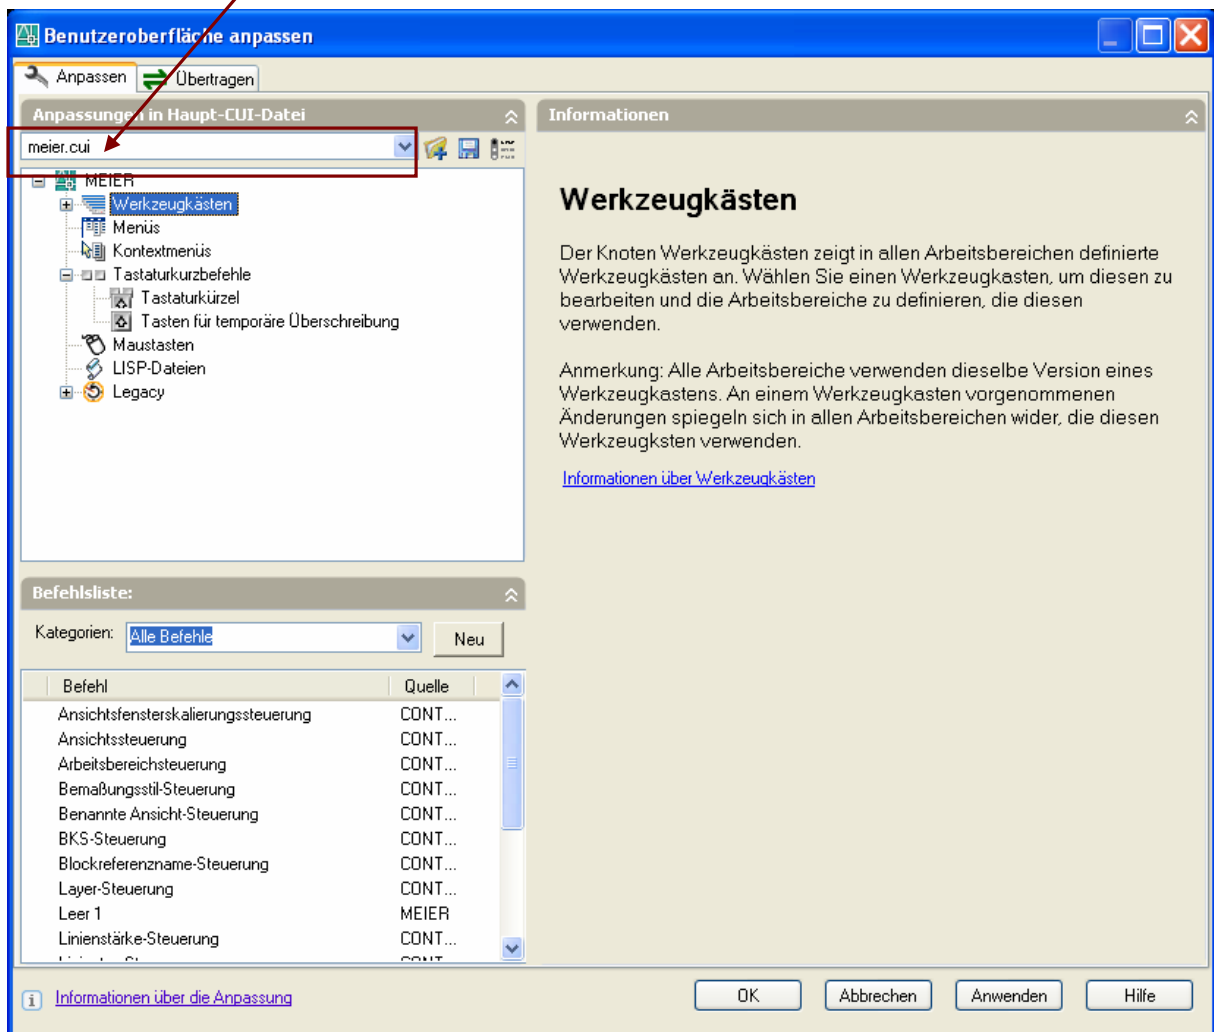 Benutzeroberfläche anpassen
Anpassen
Übertragen
Anpassungen in Haupt-CUI-Datei
meier.cui
MEIER
Werkzeugkästen
Menüs
Kontextmenüs
Tastaturkurzbefehle
Tastaturkürzel
Tasten für temporäre Überschreibung
Maustasten
LISP-Dateien
Legacy
Befehlsliste:
Kategorien: Alle Befehle Neu
Befehl Quelle
Ansichtsfensterskalierungssteuerung CONT...
Ansichtssteuerung CONT...
Arbeitsbereichsteuerung CONT...
Bemaßungsstil-Steuerung CONT...
Benannte Ansicht-Steuerung CONT...
BKS-Steuerung CONT...
Blockreferenzname-Steuerung CONT...
Layer-Steuerung CONT...
Leer 1 MEIER
Linienstärke-Steuerung CONT...
Informationen
Werkzeugkästen
Der Knoten Werkzeugkästen zeigt in allen Arbeitsbereichen definierte
Werkzeugkästen an. Wählen Sie einen Werkzeugkasten, um diesen zu
bearbeiten und die Arbeitsbereiche zu definieren, die diesen
verwenden.
Anmerkung: Alle Arbeitsbereiche verwenden dieselbe Version eines
Werkzeugkastens. An einem Werkzeugkasten vorgenommenen
Änderungen spiegeln sich in allen Arbeitsbereichen wider, die diesen
Werkzeugksten verwenden.
Informationen über Werkzeugkästen
Informationen über die Anpassung
OK Abbrechen Anwenden Hilfe